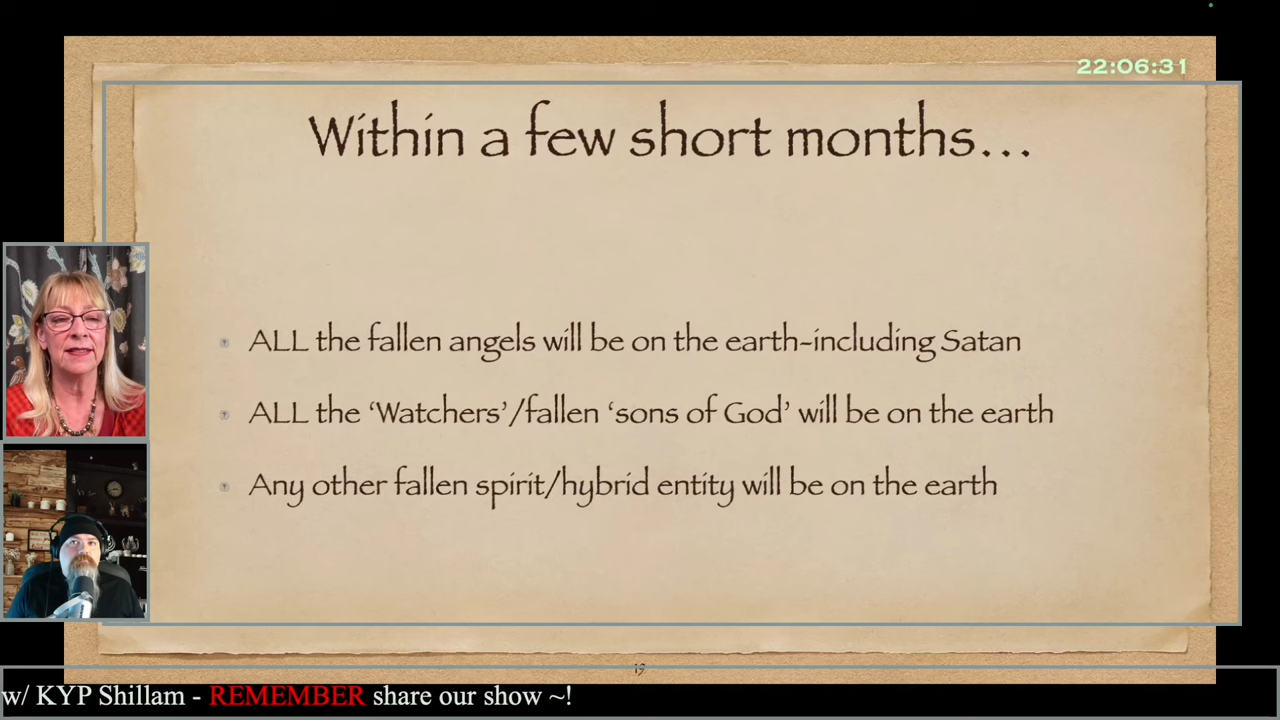 22:06:31
Within a few short months...
ALL the fallen angels will be on the earth-including Satan
ALL the ‘Watchers’/fallen ‘sons of God’ will be on the earth
Any other fallen spirit/hybrid entity will be on the earth
19
w/ KYP Shillam - REMEMBER share our show ~!